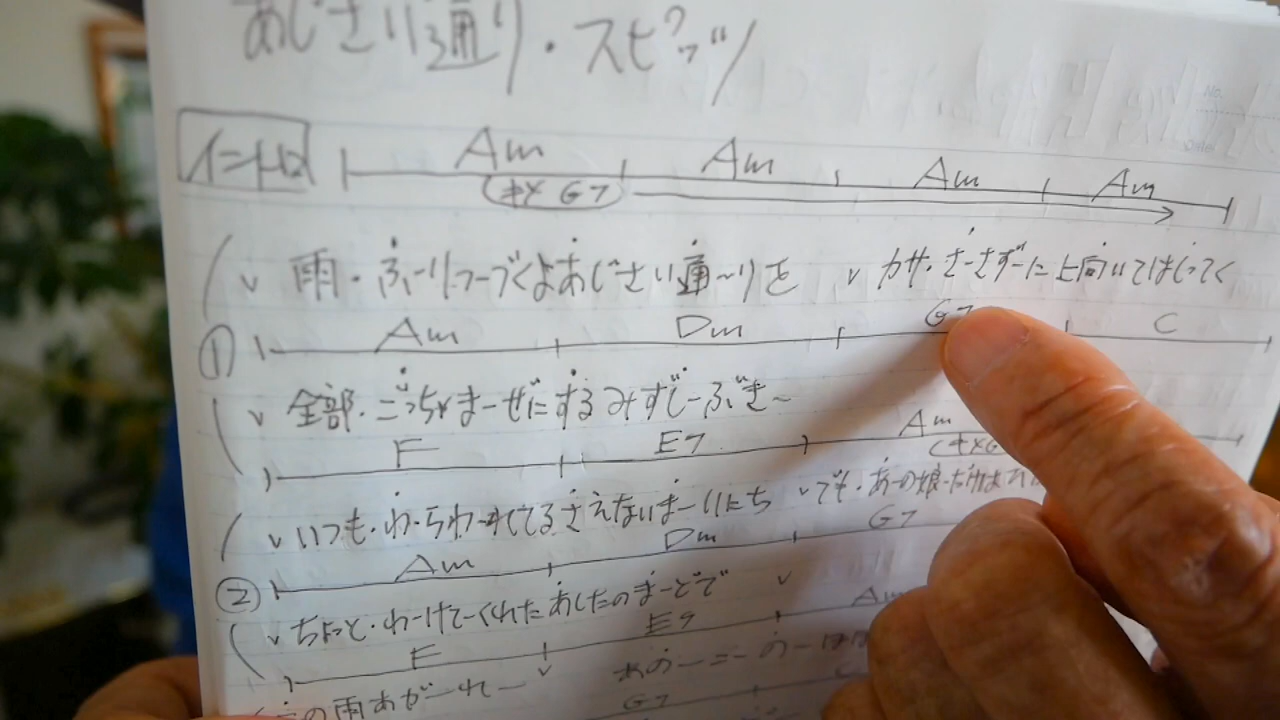 あじさい通り・スピッツ
イントロ Am Am Am Am
(キメ G7)
∨ 雨・ふーりつーづくよあじさい通〜りを ∨ カサ・さーさずーに上向いてはしってく
① Am Dm G7 C
∨ 全部・ごっちゃまーぜにするみずしーぶきー
F E7 Am
∨ いつも・わ・らわーれてるさえないまーいにち ∨ でも・あーの娘・だけは
② Am Dm G7
∨ ちょっと・わーけてーくれたあしたのまーどで ∨
F E7 Am
の雨あがーれー ∨ あのーニーのーは
G7
No.
Date